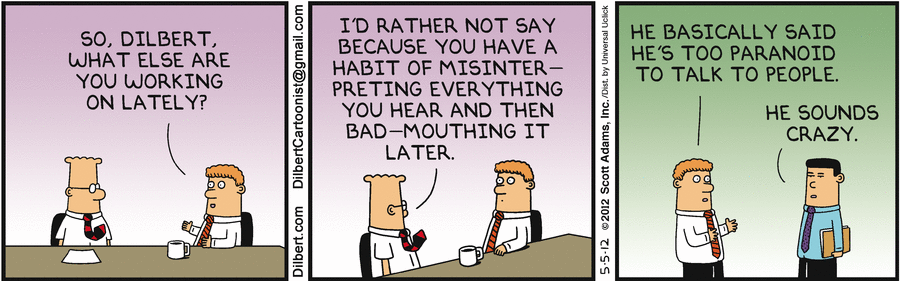 SO, DILBERT,
WHAT ELSE ARE
YOU WORKING
ON LATELY?
Dilbert.com DilbertCartoonist@gmail.com
I'D RATHER NOT SAY
BECAUSE YOU HAVE A
HABIT OF MISINTER–
PRETING EVERYTHING
YOU HEAR AND THEN
BAD–MOUTHING IT
LATER.
5-5-12 ©2012 Scott Adams, Inc./Dist. by Universal Uclick
HE BASICALLY SAID
HE'S TOO PARANOID
TO TALK TO PEOPLE.
HE SOUNDS
CRAZY.